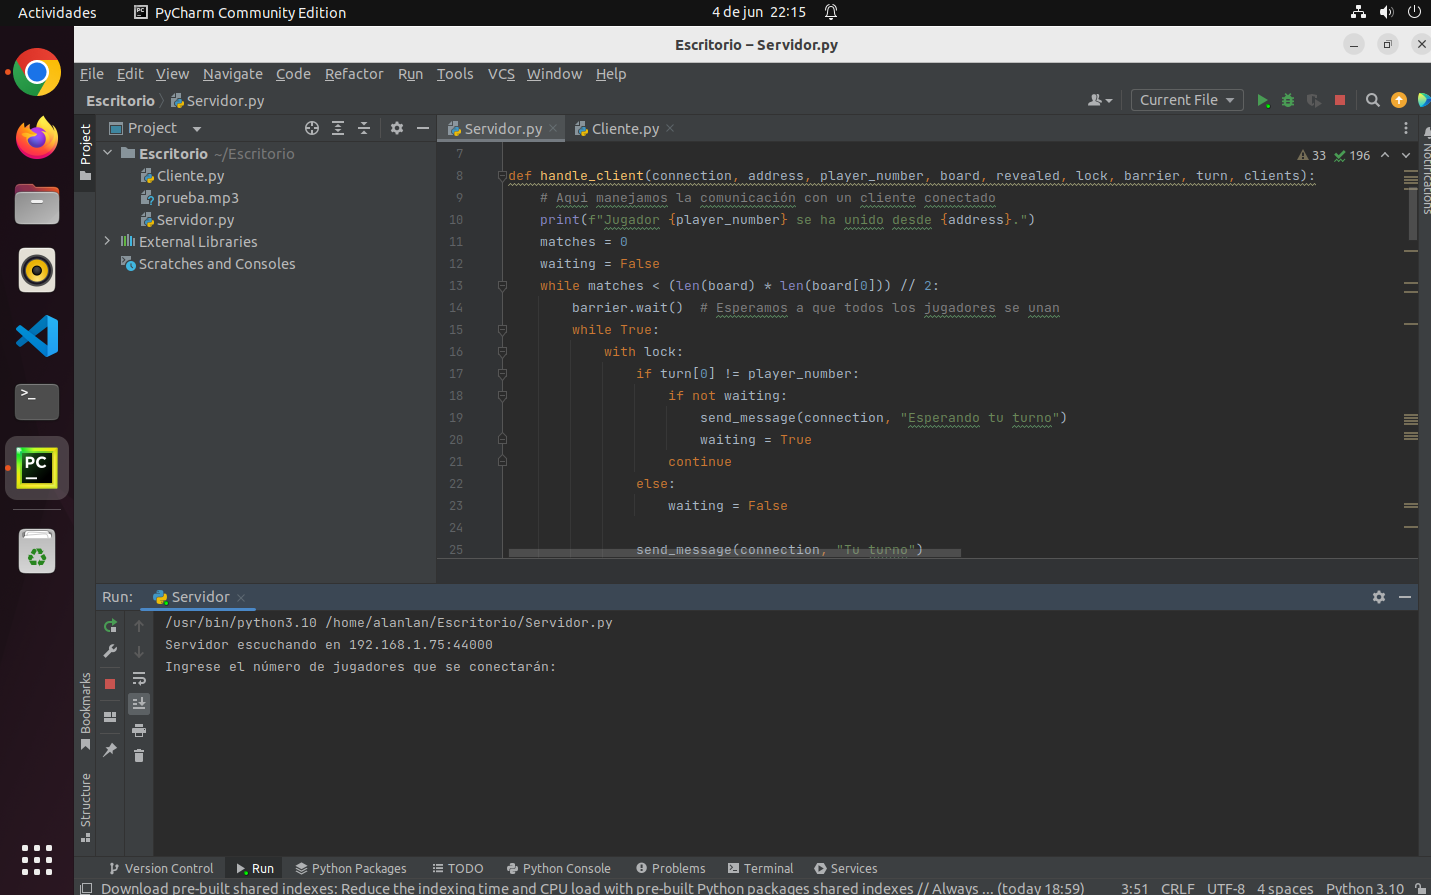 Actividades
PyCharm Community Edition
4 de jun 22:15
Escritorio – Servidor.py
File Edit View Navigate Code Refactor Run Tools VCS Window Help
Escritorio Servidor.py
Current File
Project
Project
Servidor.py
Cliente.py
Notifications
Escritorio ~/Escritorio
Cliente.py
prueba.mp3
Servidor.py
External Libraries
Scratches and Consoles
33 196
7
8 def handle_client(connection, address, player_number, board, revealed, lock, barrier, turn, clients):
9 # Aqui manejamos la comunicación con un cliente conectado
10 print(f"Jugador {player_number} se ha unido desde {address}.")
11 matches = 0
12 waiting = False
13 while matches < (len(board) * len(board[0])) // 2:
14 barrier.wait()  # Esperamos a que todos los jugadores se unan
15 while True:
16 with lock:
17 if turn[0] != player_number:
18 if not waiting:
19 send_message(connection, "Esperando tu turno")
20 waiting = True
21 continue
22 else:
23 waiting = False
24
25 send_message(connection, "Tu turno")
Run: Servidor
/usr/bin/python3.10 /home/alanlan/Escritorio/Servidor.py
Servidor escuchando en 192.168.1.75:44000
Ingrese el número de jugadores que se conectarán:
Bookmarks
Structure
Version Control Run Python Packages TODO Python Console Problems Terminal Services
Download pre-built shared indexes: Reduce the indexing time and CPU load with pre-built Python packages shared indexes // Always ... (today 18:59) 3:51 CRLF UTF-8 4 spaces Python 3.10